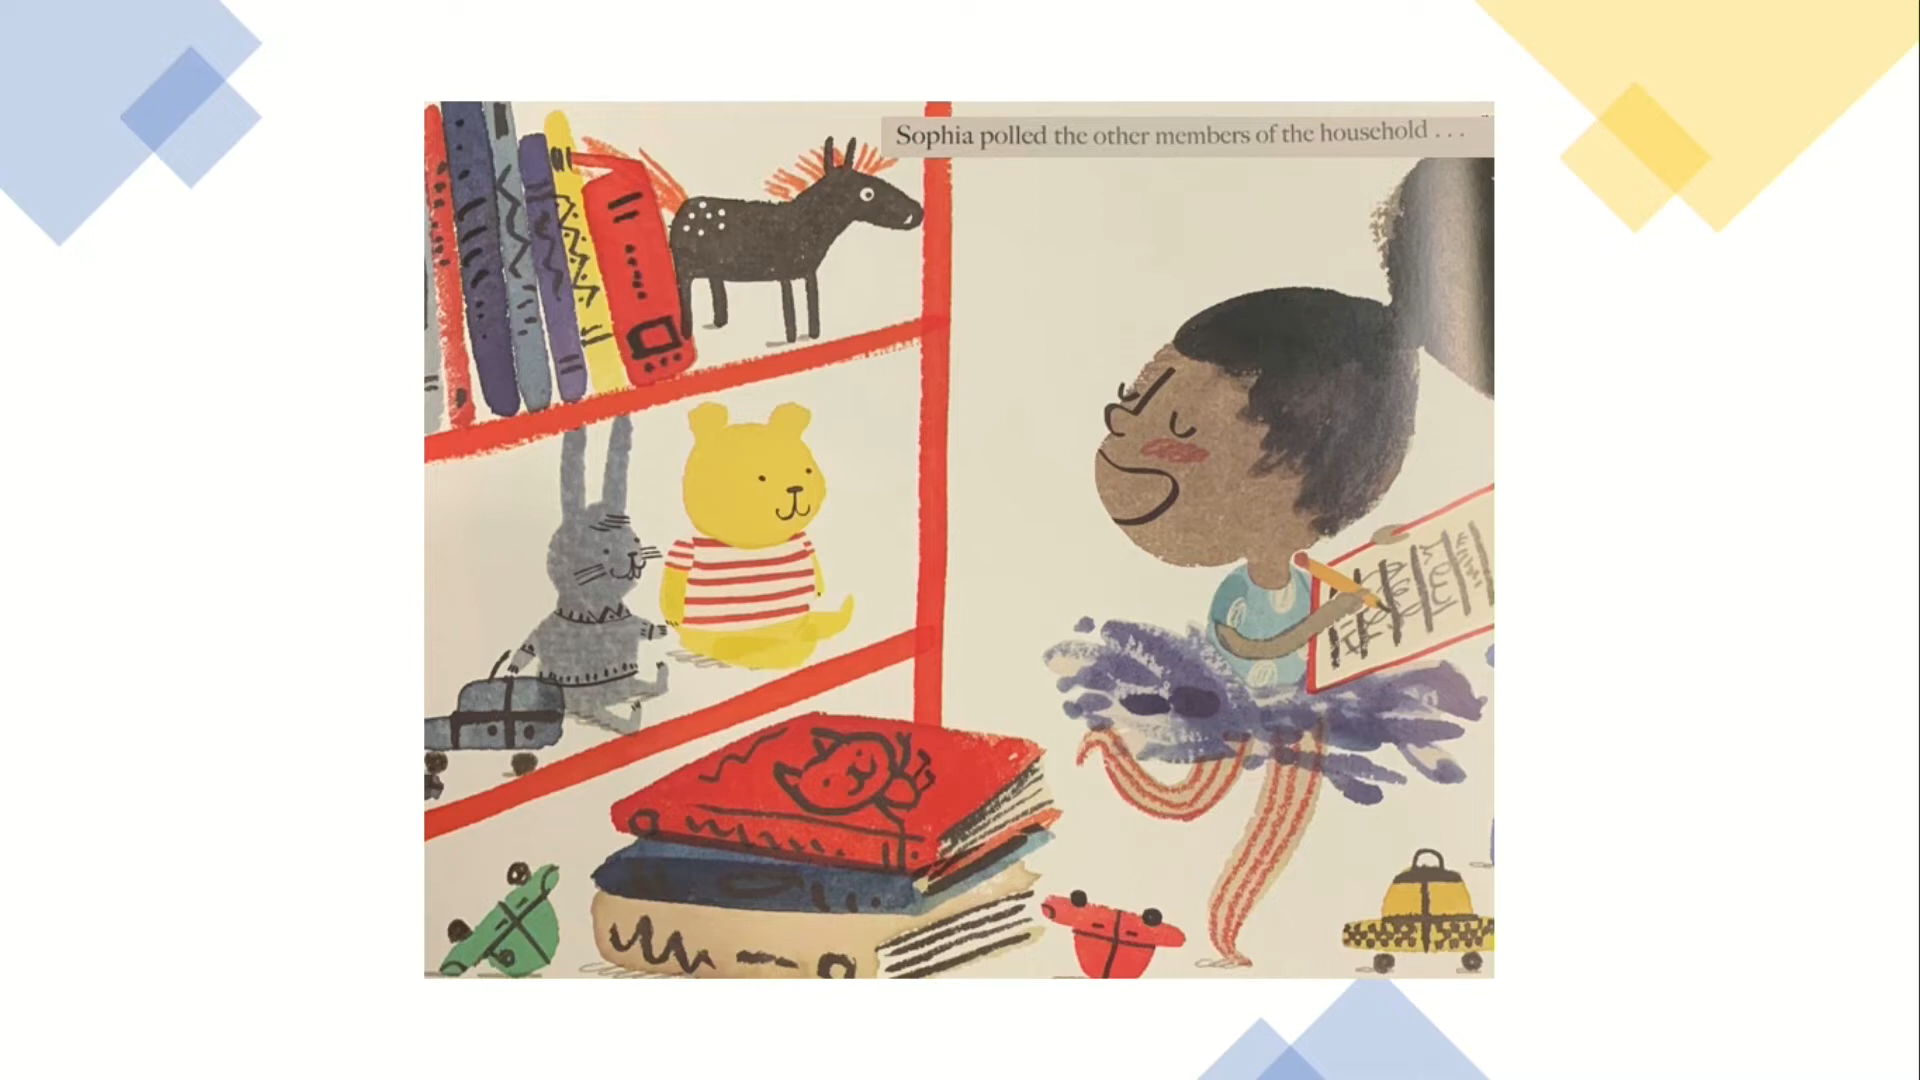 Sophia polled the other members of the household . . .